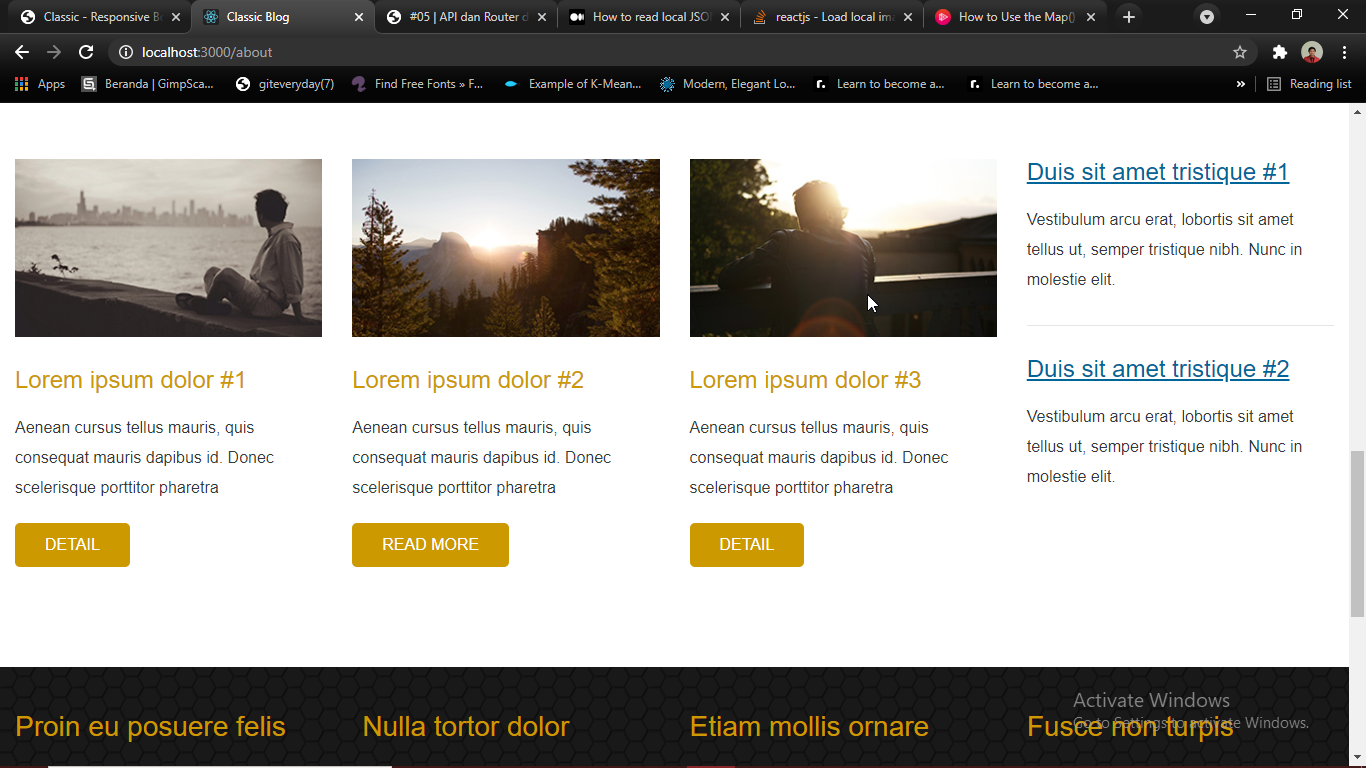 Classic - Responsive B
Classic Blog
#05 | API dan Router d
How to read local JSO
reactjs - Load local ima
How to Use the Map()
localhost:3000/about
Apps
Beranda | GimpSca...
giteveryday(7)
Find Free Fonts » F...
Example of K-Mean...
Modern, Elegant Lo...
Learn to become a...
Learn to become a...
»
Reading list
Lorem ipsum dolor #1
Aenean cursus tellus mauris, quis
consequat mauris dapibus id. Donec
scelerisque porttitor pharetra
DETAIL
Lorem ipsum dolor #2
Aenean cursus tellus mauris, quis
consequat mauris dapibus id. Donec
scelerisque porttitor pharetra
READ MORE
Lorem ipsum dolor #3
Aenean cursus tellus mauris, quis
consequat mauris dapibus id. Donec
scelerisque porttitor pharetra
DETAIL
Duis sit amet tristique #1
Vestibulum arcu erat, lobortis sit amet
tellus ut, semper tristique nibh. Nunc in
molestie elit.
Duis sit amet tristique #2
Vestibulum arcu erat, lobortis sit amet
tellus ut, semper tristique nibh. Nunc in
molestie elit.
Proin eu posuere felis
Nulla tortor dolor
Etiam mollis ornare
Fusce non turpis
Activate Windows
Go to Settings to activate Windows.